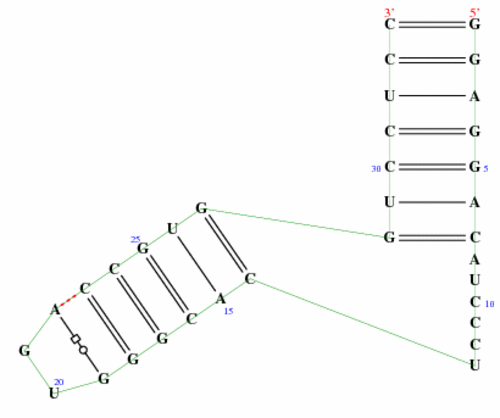 3' 5'
C G
C G
U A
C G
30 C G 5
U A
G G C
U A
25 G
C C U
C A C 10
A C 15 C
G C
G G U
G
20 U